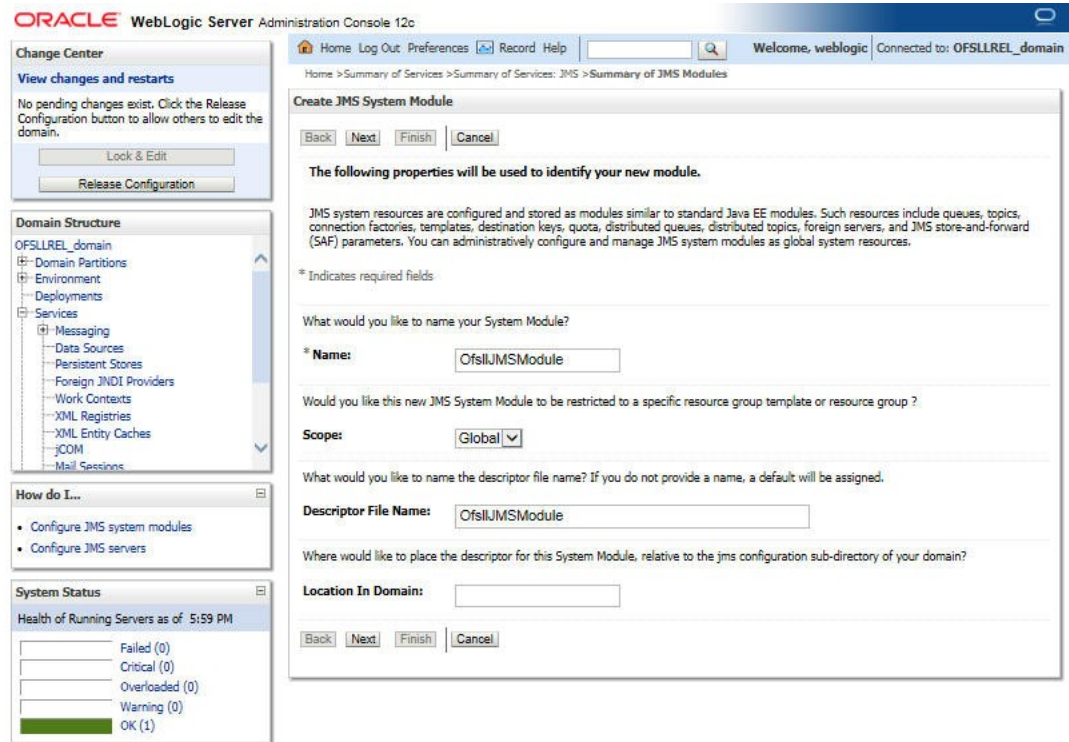 ORACLE WebLogic Server Administration Console 12c
Change Center
View changes and restarts
No pending changes exist. Click the Release
Configuration button to allow others to edit the
domain.
Lock & Edit
Release Configuration
Domain Structure
OFSLLREL_domain
Domain Partitions
Environment
Deployments
Services
Messaging
Data Sources
Persistent Stores
Foreign JNDI Providers
Work Contexts
XML Registries
XML Entity Caches
jCOM
Mail Sessions
How do I...
Configure JMS system modules
Configure JMS servers
System Status
Health of Running Servers as of 5:59 PM
Failed (0)
Critical (0)
Overloaded (0)
Warning (0)
OK (1)
Home Log Out Preferences Record Help
Welcome, weblogic Connected to: OFSLLREL_domain
Home >Summary of Services >Summary of Services: JMS >Summary of JMS Modules
Create JMS System Module
Back Next Finish Cancel
The following properties will be used to identify your new module.
JMS system resources are configured and stored as modules similar to standard Java EE modules. Such resources include queues, topics,
connection factories, templates, destination keys, quota, distributed queues, distributed topics, foreign servers, and JMS store-and-forward
(SAF) parameters. You can administratively configure and manage JMS system modules as global system resources.
* Indicates required fields
What would you like to name your System Module?
* Name: OfsllJMSModule
Would you like this new JMS System Module to be restricted to a specific resource group template or resource group ?
Scope: Global
What would you like to name the descriptor file name? If you do not provide a name, a default will be assigned.
Descriptor File Name: OfsllJMSModule
Where would like to place the descriptor for this System Module, relative to the jms configuration sub-directory of your domain?
Location In Domain:
Back Next Finish Cancel